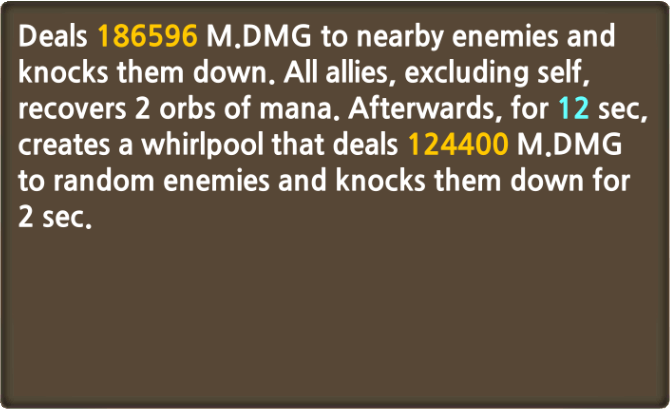 Deals 186596 M.DMG to nearby enemies and
knocks them down. All allies, excluding self,
recovers 2 orbs of mana. Afterwards, for 12 sec,
creates a whirlpool that deals 124400 M.DMG
to random enemies and knocks them down for
2 sec.